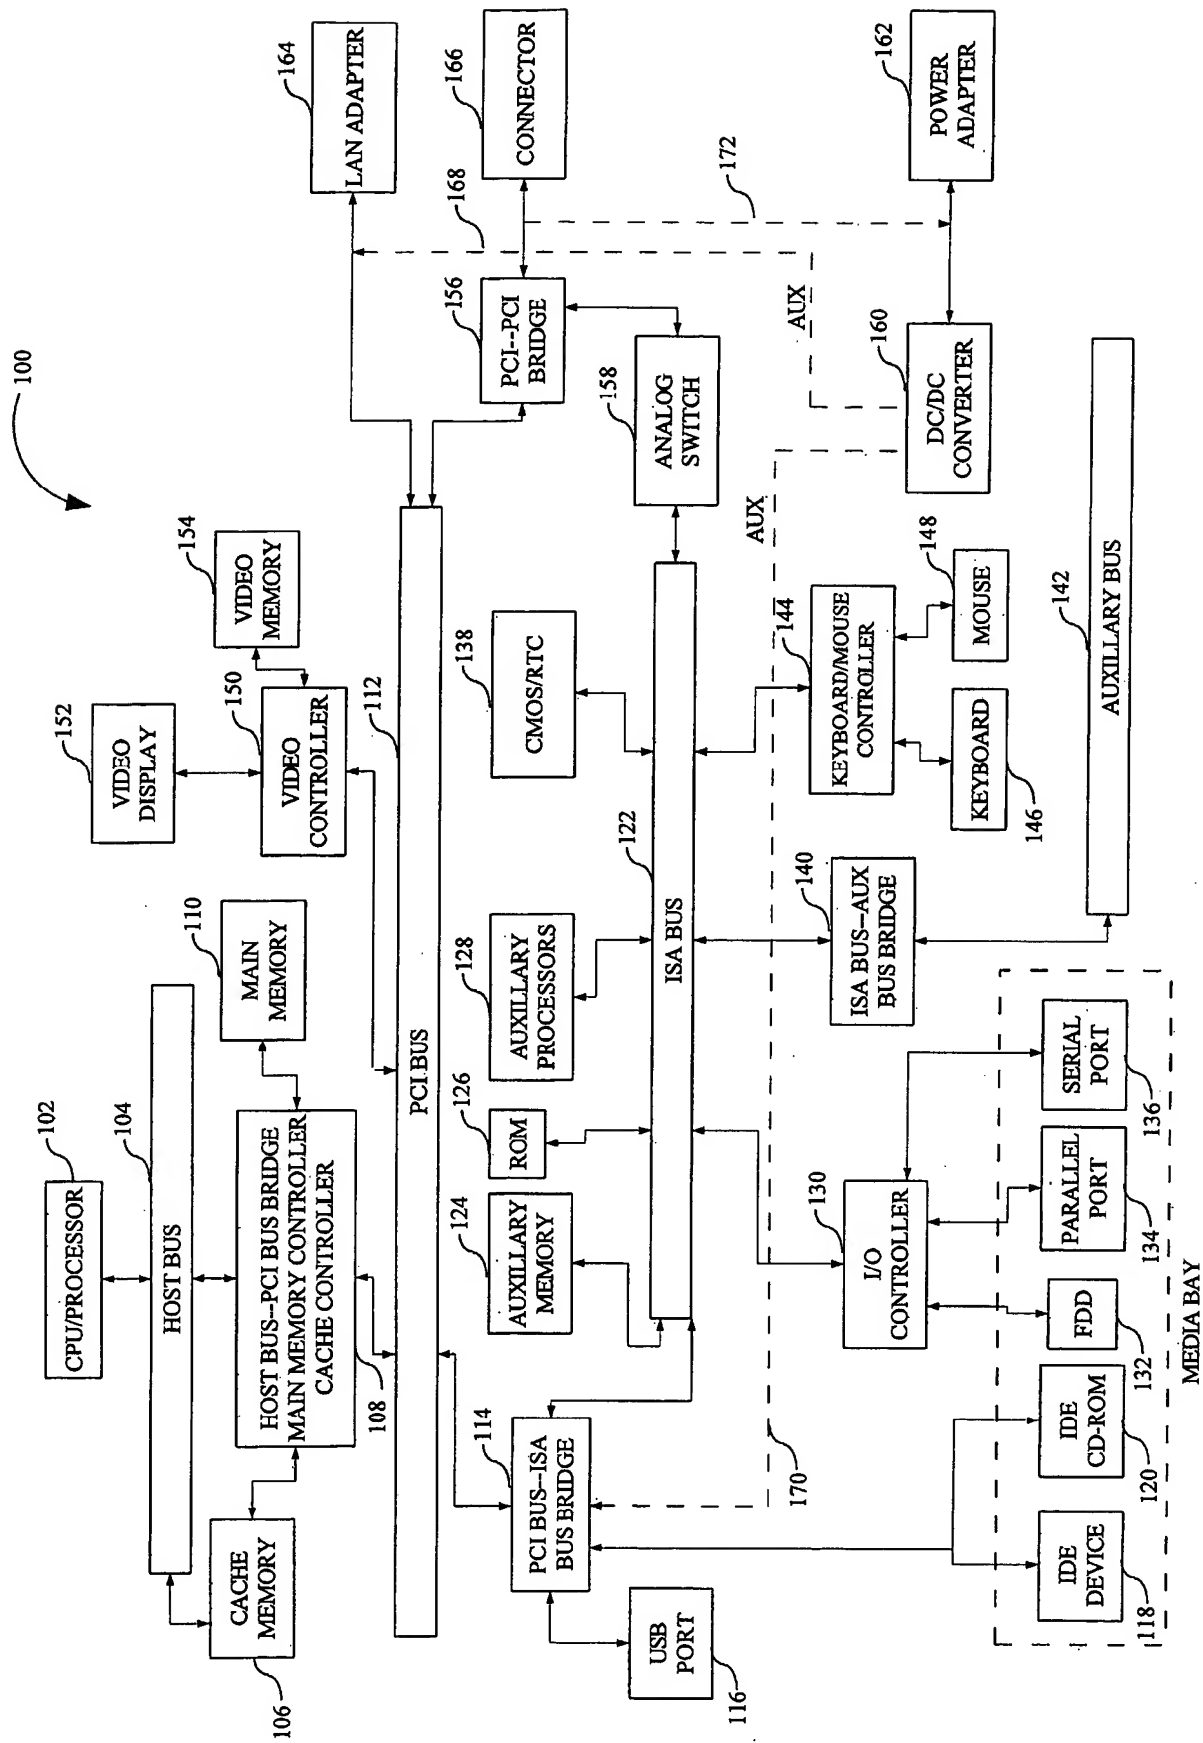 100
102
CPU/PROCESSOR
104
HOST BUS
106
CACHE
MEMORY
HOST BUS--PCI BUS BRIDGE
MAIN MEMORY CONTROLLER
CACHE CONTROLLER
108
110
MAIN
MEMORY
152
VIDEO
DISPLAY
150
VIDEO
CONTROLLER
154
VIDEO
MEMORY
164
LAN ADAPTER
112
PCI BUS
114
PCI BUS--ISA
BUS BRIDGE
124
AUXILLARY
MEMORY
126
ROM
128
AUXILLARY
PROCESSORS
138
CMOS/RTC
156
PCI--PCI
BRIDGE
168
166
CONNECTOR
116
USB
PORT
122
ISA BUS
158
ANALOG
SWITCH
172
170
AUX
AUX
130
I/O
CONTROLLER
140
ISA BUS--AUX
BUS BRIDGE
144
KEYBOARD/MOUSE
CONTROLLER
160
DC/DC
CONVERTER
162
POWER
ADAPTER
KEYBOARD
146
148
MOUSE
142
AUXILLARY BUS
IDE
DEVICE
118
IDE
CD-ROM
120
FDD
132
PARALLEL
PORT
134
SERIAL
PORT
136
MEDIA BAY